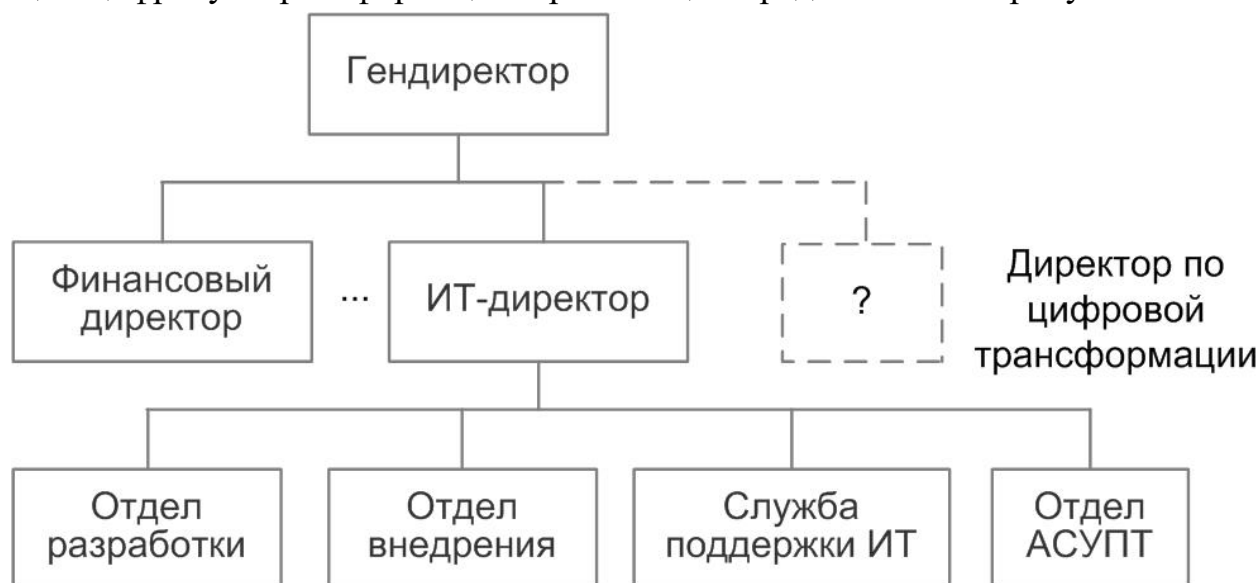 Гендиректор
Финансовый
директор
...
ИТ-директор
?
Директор по
цифровой
трансформации
Отдел
разработки
Отдел
внедрения
Служба
поддержки ИТ
Отдел
АСУПТ